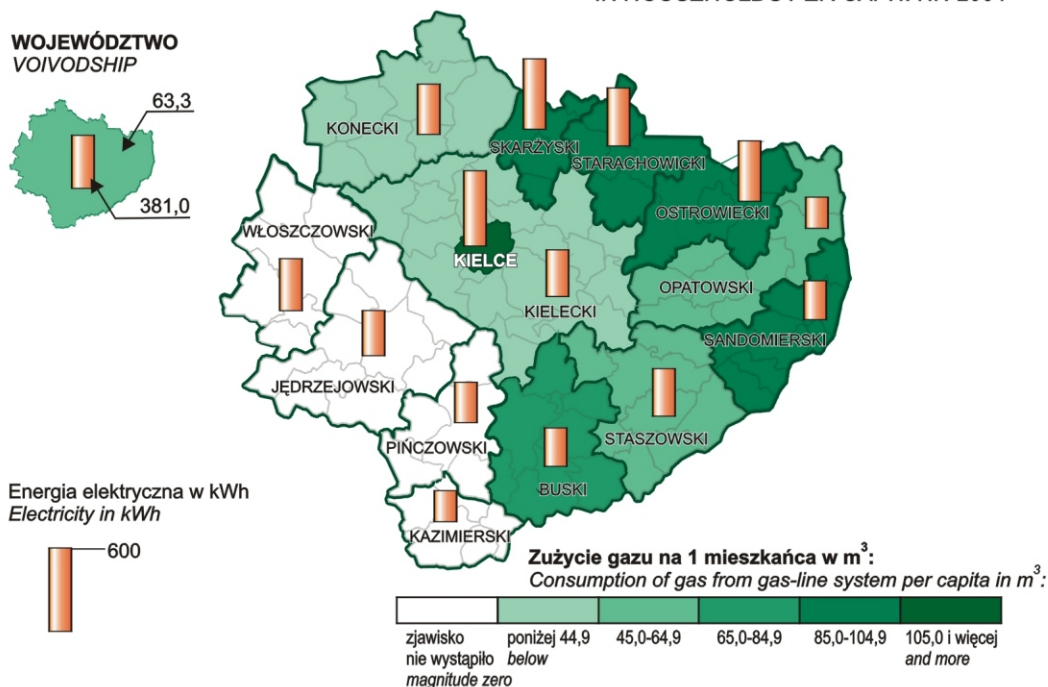 WOJEWÓDZTWO
VOIVODSHIP
63,3
381,0
KONECKI
SKARŻYSKI
STARACHOWICKI
OSTROWIECKI
WŁOSZCZOWSKI
KIELCE
KIELECKI
OPATOWSKI
SANDOMIERSKI
JĘDRZEJOWSKI
PIŃCZOWSKI
STASZOWSKI
BUSKI
KAZIMIERSKI
Energia elektryczna w kWh
Electricity in kWh
600
Zużycie gazu na 1 mieszkańca w m³:
Consumption of gas from gas-line system per capita in m³:
zjawisko
nie wystąpiło
magnitude zero
poniżej 44,9
below
45,0-64,9
65,0-84,9
85,0-104,9
105,0 i więcej
and more